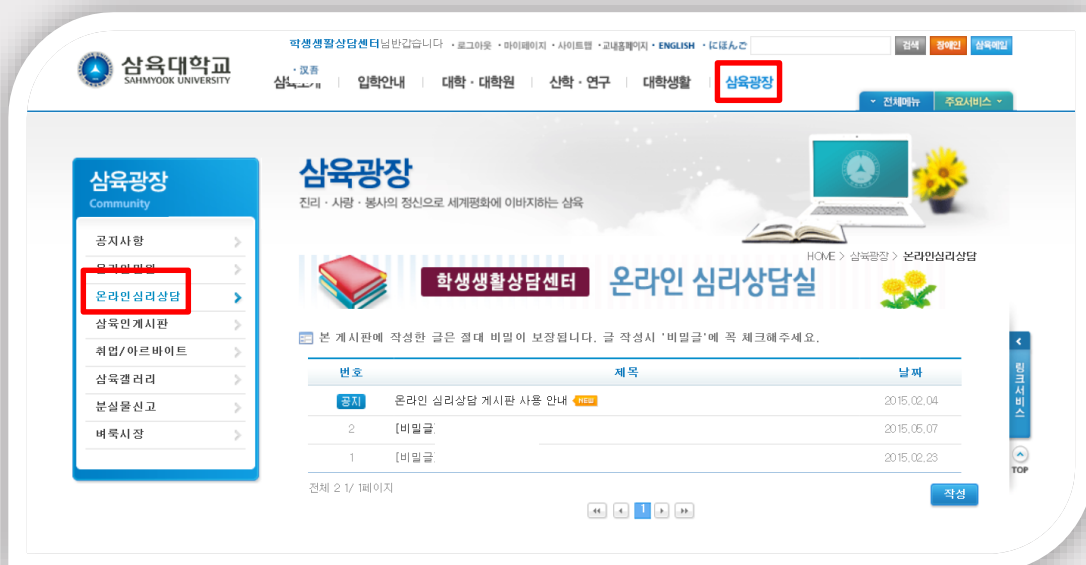 학생생활상담센터님반갑습니다 · 로그아웃 · 마이페이지 · 사이트맵 · 교내홈페이지 · ENGLISH · にほんご
검색 장애인 삼육메일
· 汉吾
삼육대학교
SAHMYOOK UNIVERSITY
입학안내 대학 · 대학원 산학 · 연구 대학생활 삼육광장
전체메뉴 주요서비스
삼육광장
Community
삼육광장
진리 · 사랑 · 봉사의 정신으로 세계평화에 이바지하는 삼육
공지사항
온라인심리상담
삼육인게시판
취업/아르바이트
삼육갤러리
분실물신고
벼룩시장
HOME > 삼육광장 > 온라인심리상담
학생생활상담센터 온라인 심리상담실
본 게시판에 작성한 글은 절대 비밀이 보장됩니다. 글 작성시 '비밀글'에 꼭 체크해주세요.
번호 제목 날짜
공지 온라인 심리상담 게시판 사용 안내 NEW 2015.02.04
2 [비밀글 2015.05.07
1 [비밀글 2015.02.23
전체 2 1/ 1페이지
작성
1
링크서비스
TOP